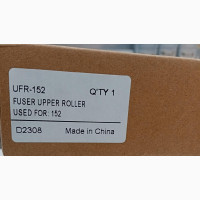 UFR-152 Q'TY 1
FUSER UPPER ROLLER
USED FOR: 152
D2308 Made in China